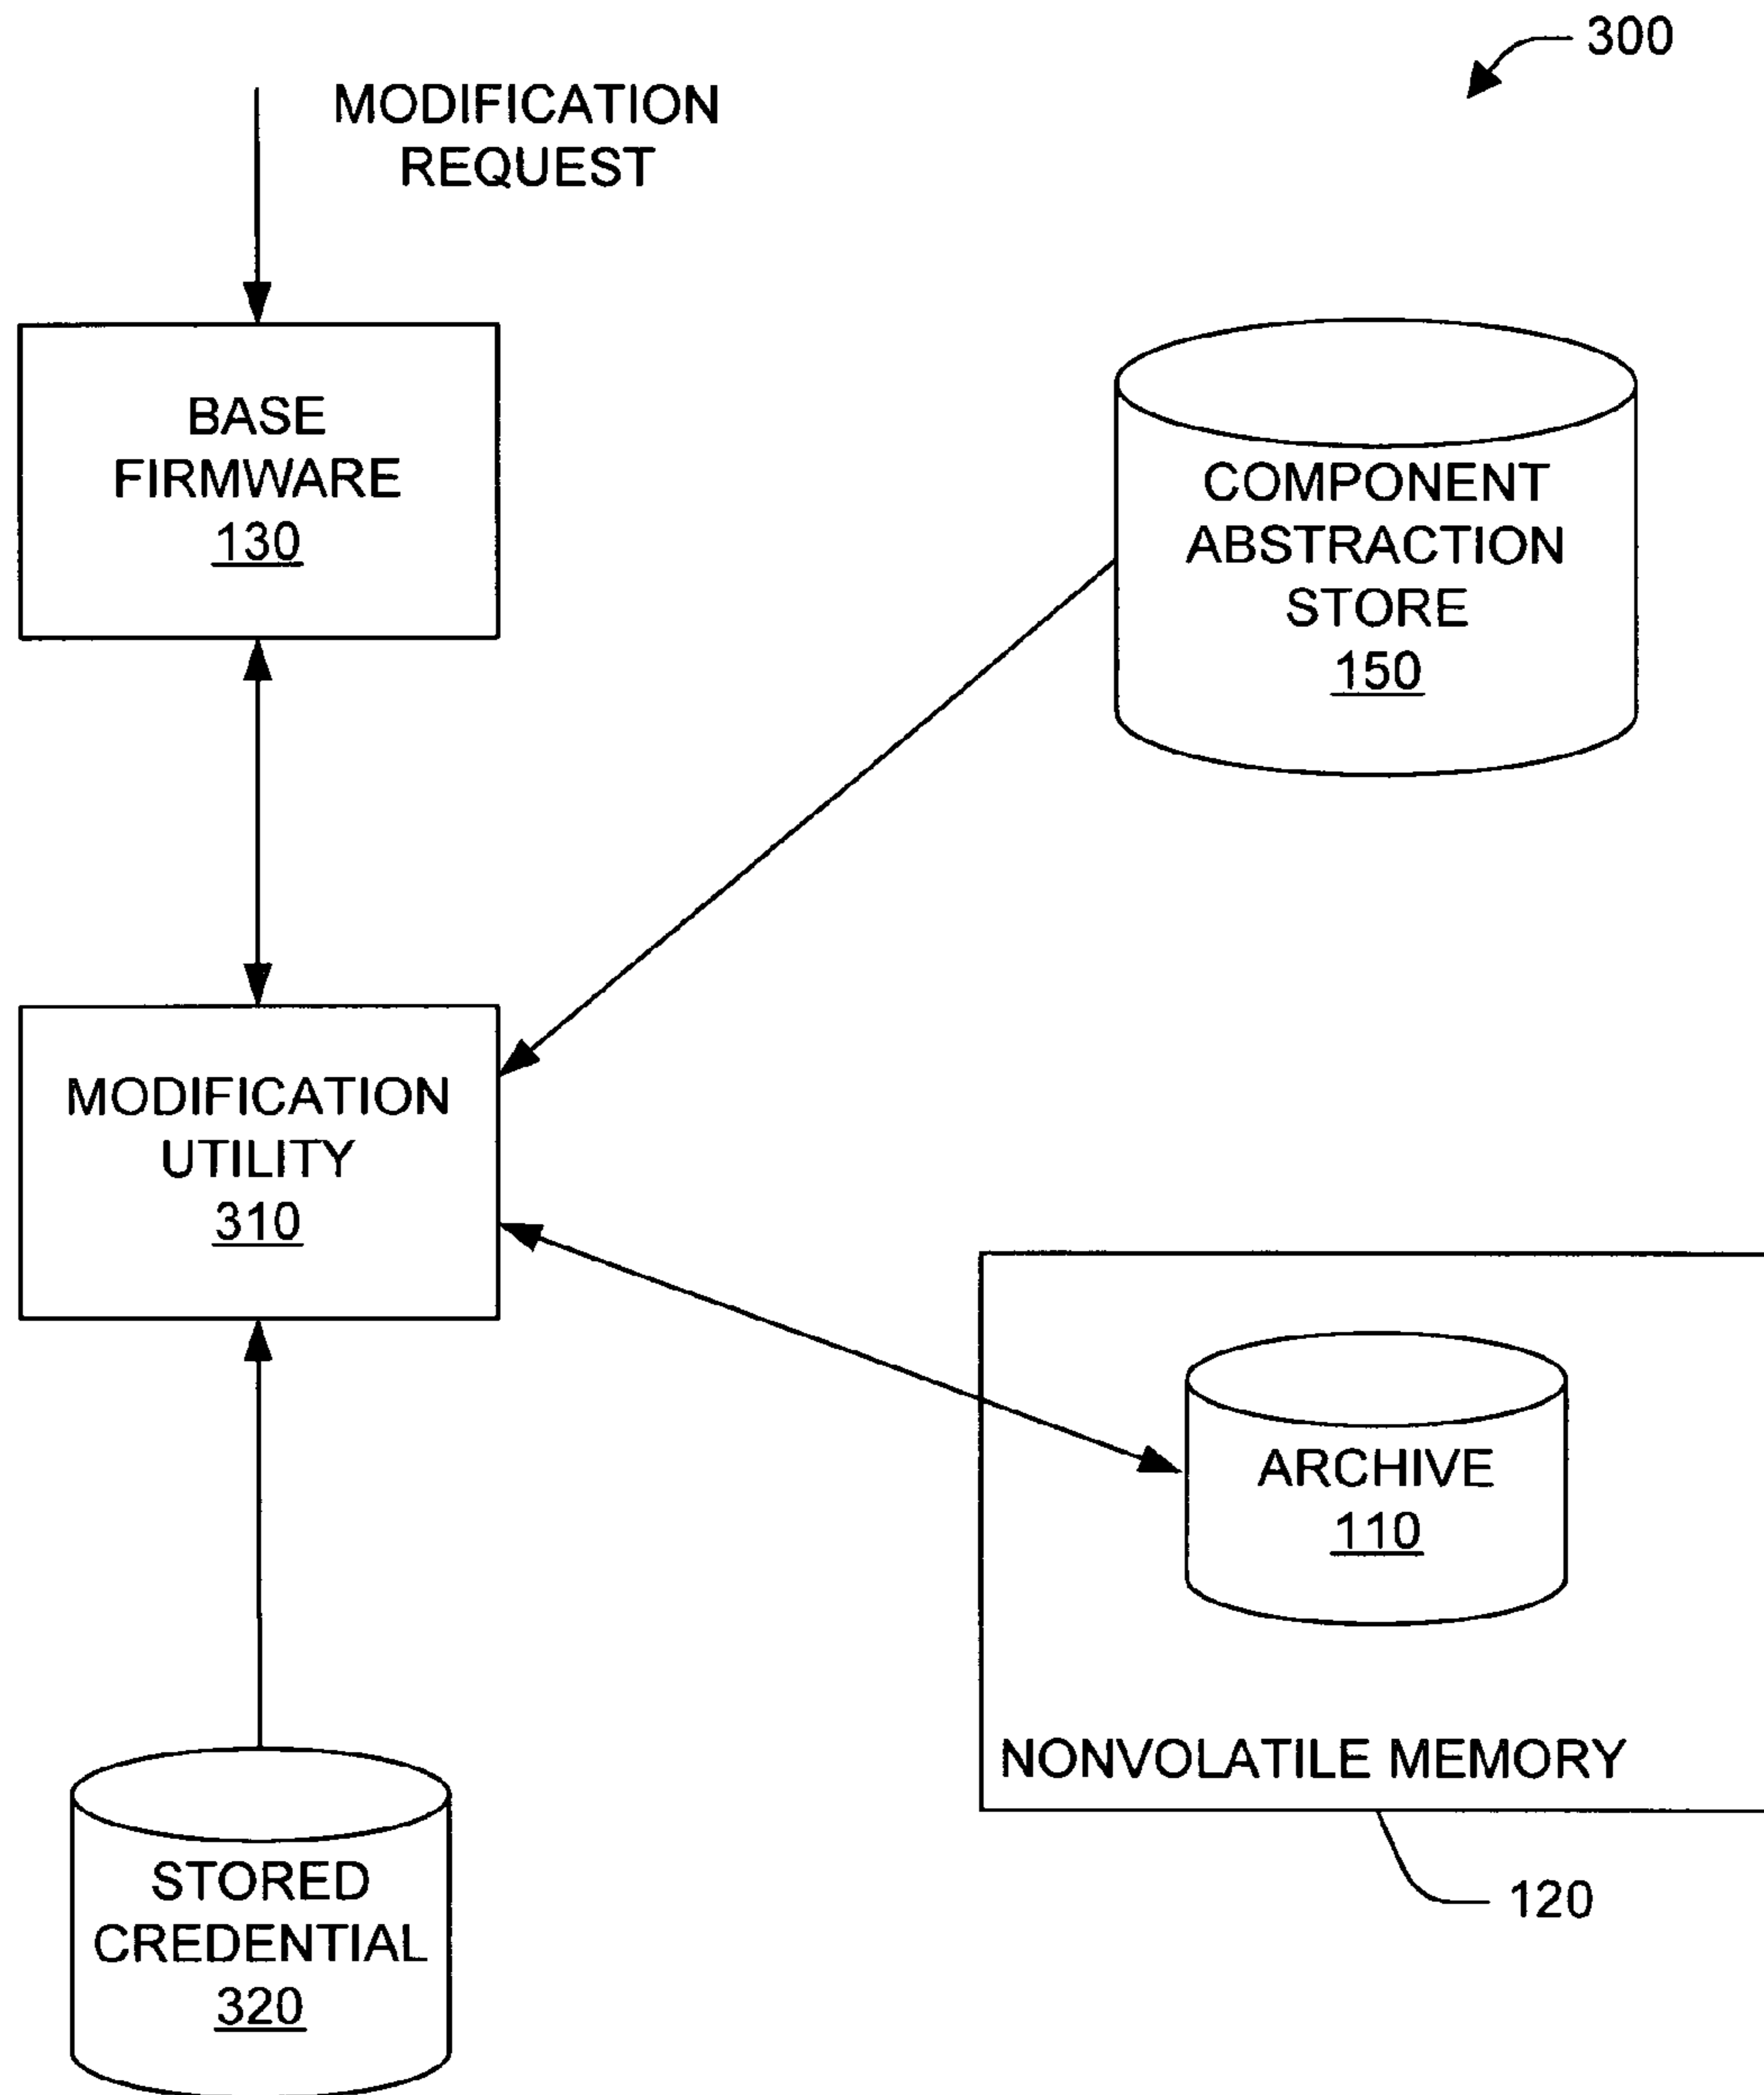 300
MODIFICATION
REQUEST
BASE
FIRMWARE
130
COMPONENT
ABSTRACTION
STORE
150
MODIFICATION
UTILITY
310
ARCHIVE
110
NONVOLATILE MEMORY
120
STORED
CREDENTIAL
320